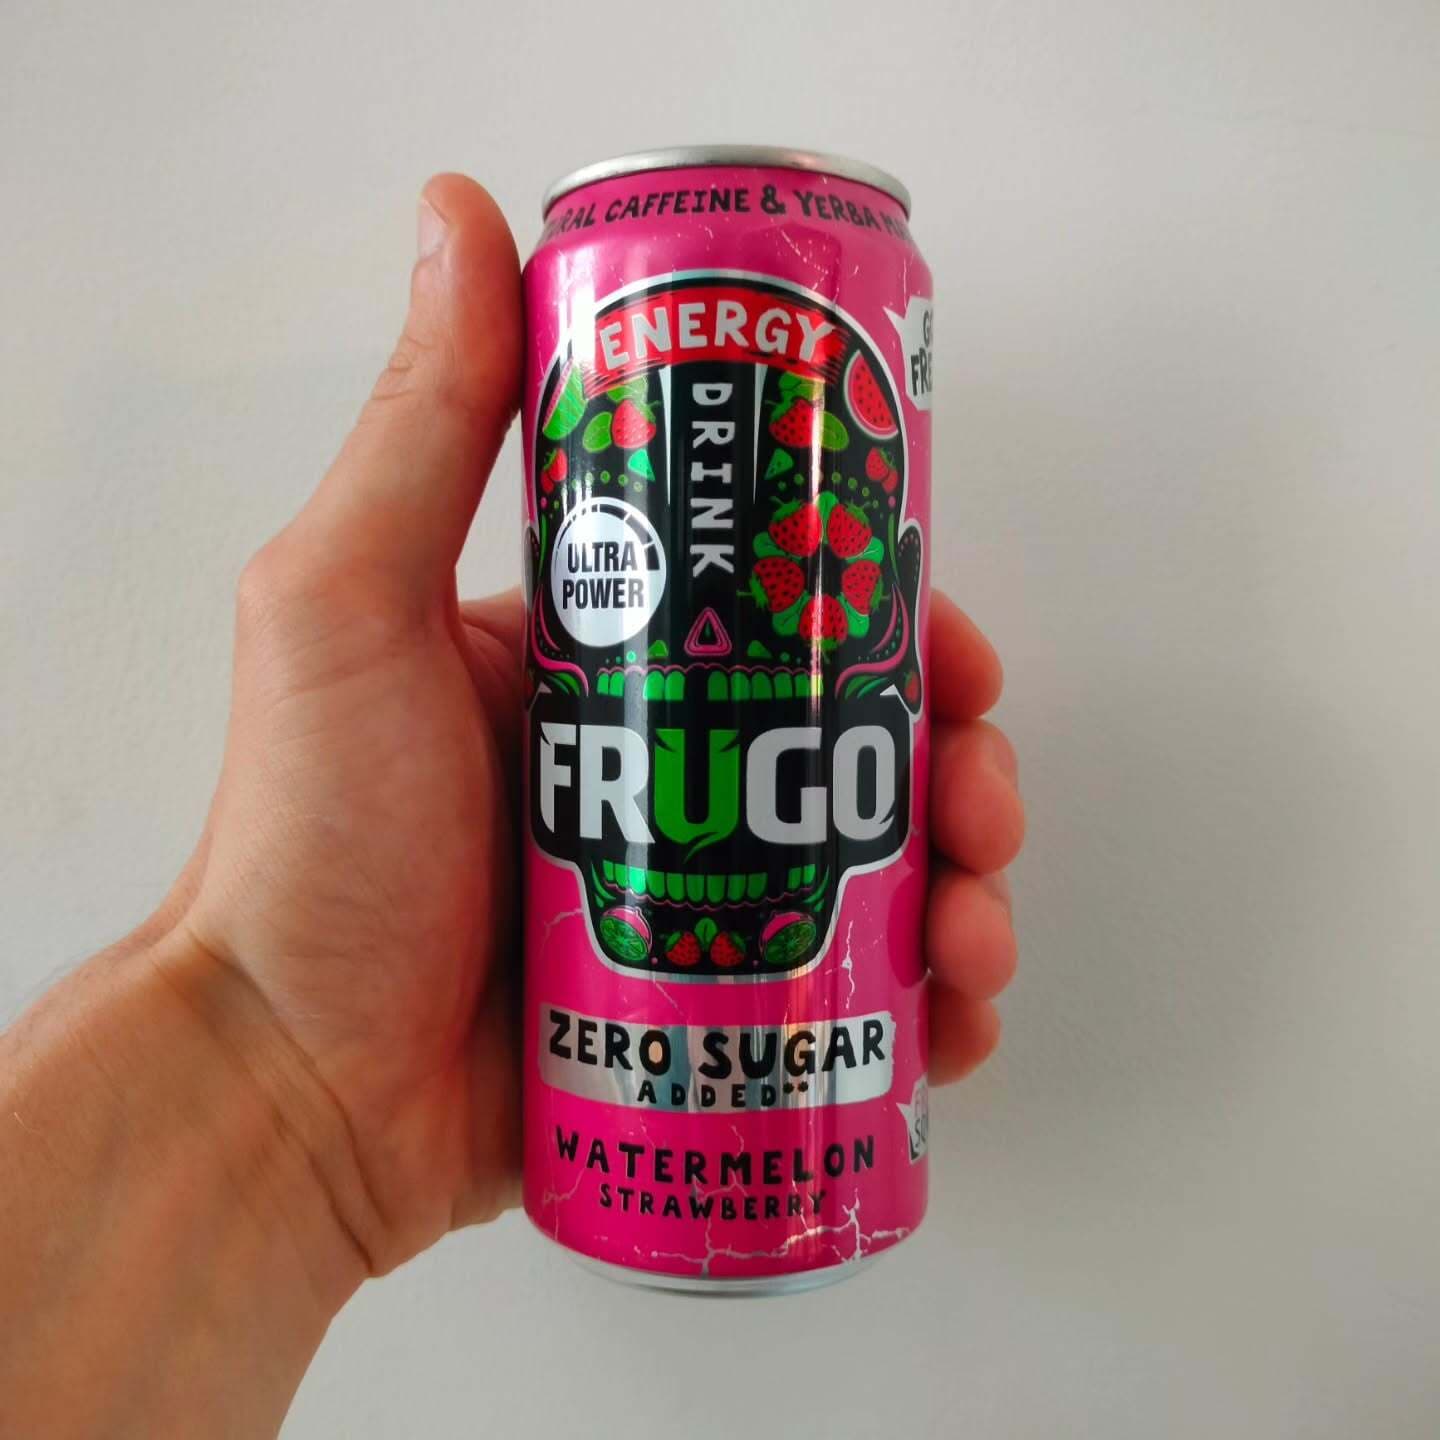 CAFFEINE & YERBA
ENERGY
DRINK
ULTRA
POWER
FRUGO
ZERO SUGAR
ADDED**
WATERMELON
STRAWBERRY